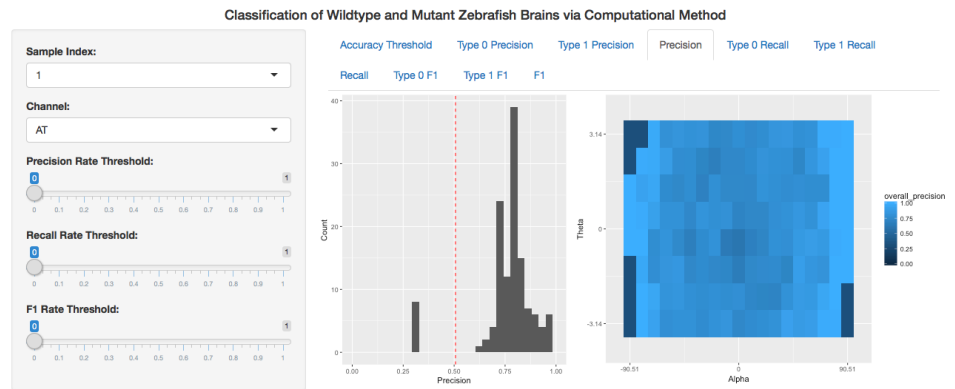 Classification of Wildtype and Mutant Zebrafish Brains via Computational Method
Sample Index:
1
Channel:
AT
Precision Rate Threshold:
0 1
0 0.1 0.2 0.3 0.4 0.5 0.6 0.7 0.8 0.9 1
Recall Rate Threshold:
0 1
0 0.1 0.2 0.3 0.4 0.5 0.6 0.7 0.8 0.9 1
F1 Rate Threshold:
0 1
0 0.1 0.2 0.3 0.4 0.5 0.6 0.7 0.8 0.9 1
Accuracy Threshold Type 0 Precision Type 1 Precision Precision Type 0 Recall Type 1 Recall
Recall Type 0 F1 Type 1 F1 F1
40
30
20
10
0
Count
0.00 0.25 0.50 0.75 1.00
Precision
3.14
0
-3.14
Theta
-90.51 0 90.51
Alpha
overall_precision
1.00
0.75
0.50
0.25
0.00